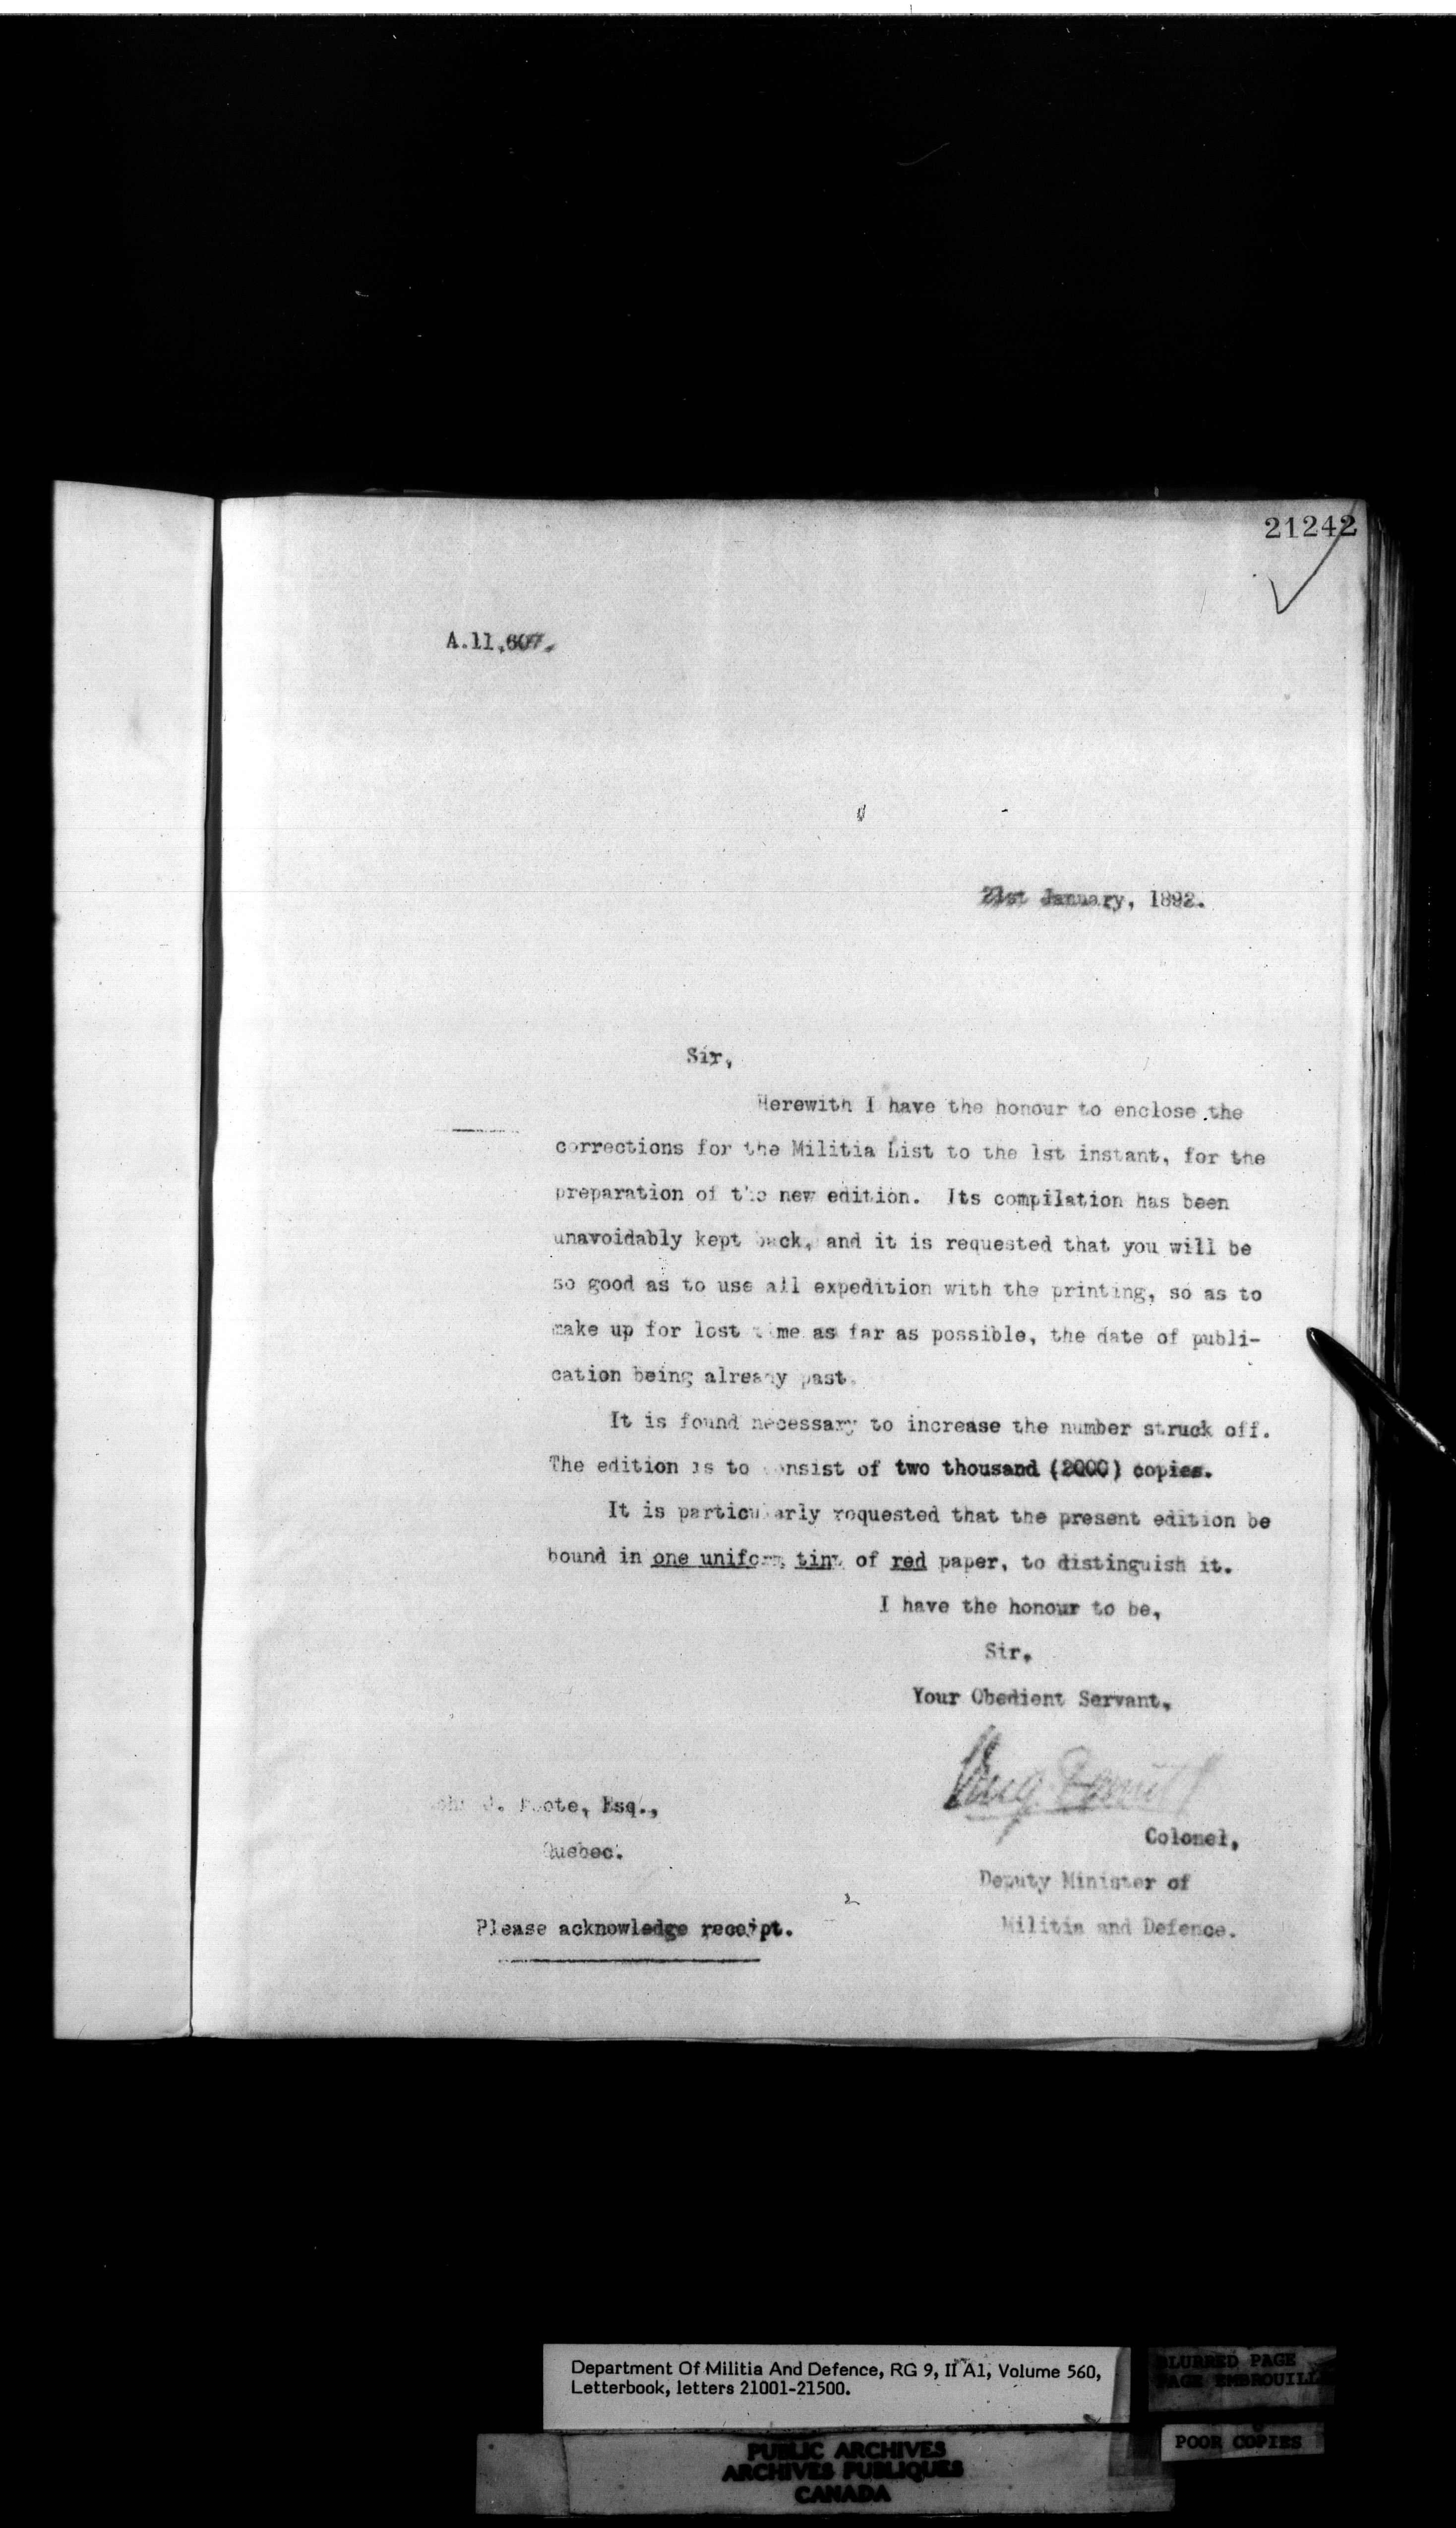 21242
A.11,607.
21st January, 1892.
Sir,
Herewith I have the honour to enclose the
corrections for the Militia List to the 1st instant, for the
preparation of the new edition. Its compilation has been
unavoidably kept back, and it is requested that you will be
so good as to use all expedition with the printing, so as to
make up for lost time as far as possible, the date of publi-
cation being already past.
It is found necessary to increase the number struck off.
The edition is to consist of two thousand (2000) copies.
It is particularly requested that the present edition be
bound in one uniform tint of red paper, to distinguish it.
I have the honour to be,
Sir,
Your Obedient Servant,
J. Foote, Esq.,
Quebec.
Colonel,
Deputy Minister of
Militia and Defence.
Please acknowledge receipt.
Department Of Militia And Defence, RG 9, II A1, Volume 560,
Letterbook, letters 21001-21500.
BLURRED PAGE
PAGE EMBROUILL
POOR COPIES
PUBLIC ARCHIVES
ARCHIVES PUBLIQUES
CANADA